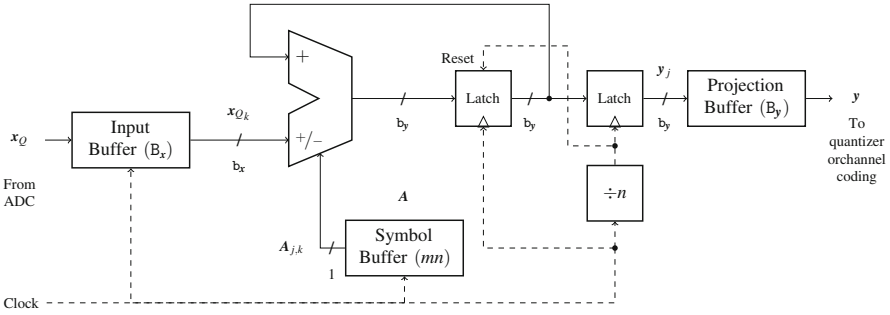 +
Reset
y_j
x_Q
Input
Buffer (B_x)
x_{Q_k}
b_x
+/−
b_y
Latch
b_y
Latch
b_y
Projection
Buffer (B_y)
y
To
quantizer
orchannel
coding
From
ADC
÷n
A
A_{j,k}
1
Symbol
Buffer (mn)
Clock